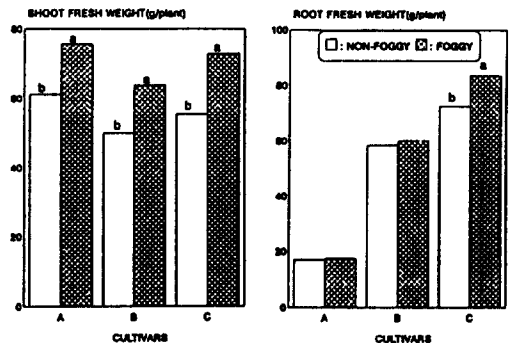 SHOOT FRESH WEIGHT(g/plant)
80
60
40
20
0
b
a
b
a
b
a
A B C
CULTIVARS
ROOT FRESH WEIGHT(g/plant)
100
80
60
40
20
0
: NON-FOGGY : FOGGY
b
a
A B C
CULTIVARS